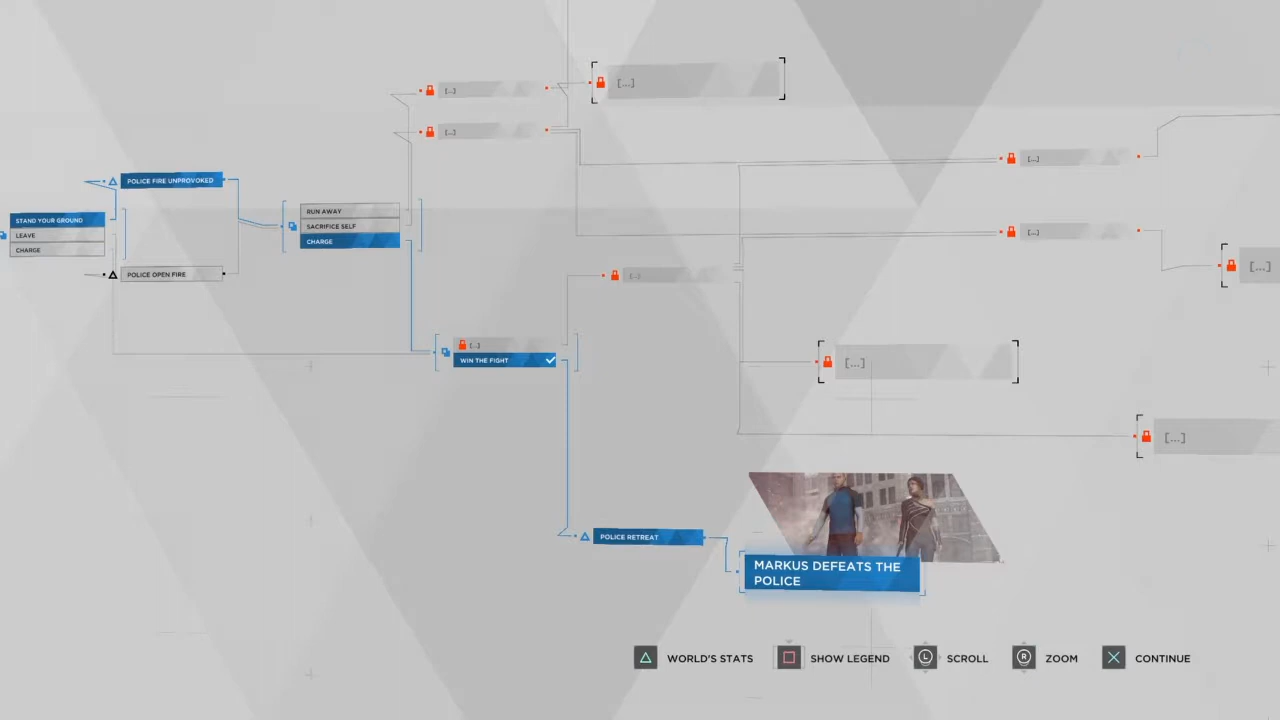 [...]
[...]
[...]
[...]
POLICE FIRE UNPROVOKED
STAND YOUR GROUND
LEAVE
CHARGE
POLICE OPEN FIRE
RUN AWAY
SACRIFICE SELF
CHARGE
[...]
[...]
[...]
[...]
WIN THE FIGHT
[...]
[...]
POLICE RETREAT
MARKUS DEFEATS THE
POLICE
WORLD'S STATS
SHOW LEGEND
L
SCROLL
R
ZOOM
CONTINUE